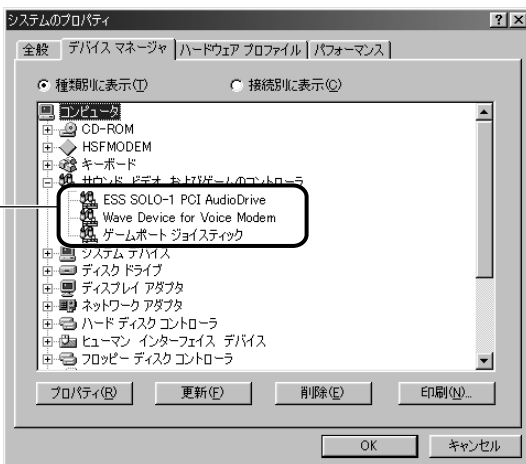 システムのプロパティ
全般 デバイス マネージャ ハードウェア プロファイル パフォーマンス
種類別に表示(T) 接続別に表示(C)
コンピュータ
CD-ROM
HSFMODEM
キーボード
サウンド、ビデオ、およびゲームのコントローラ
ESS SOLO-1 PCI AudioDrive
Wave Device for Voice Modem
ゲームポート ジョイスティック
システム デバイス
ディスク ドライブ
ディスプレイ アダプタ
ネットワーク アダプタ
ハード ディスク コントローラ
ヒューマン インターフェイス デバイス
フロッピー ディスク コントローラ
プロパティ(R) 更新(F) 削除(E) 印刷(N)...
OK キャンセル